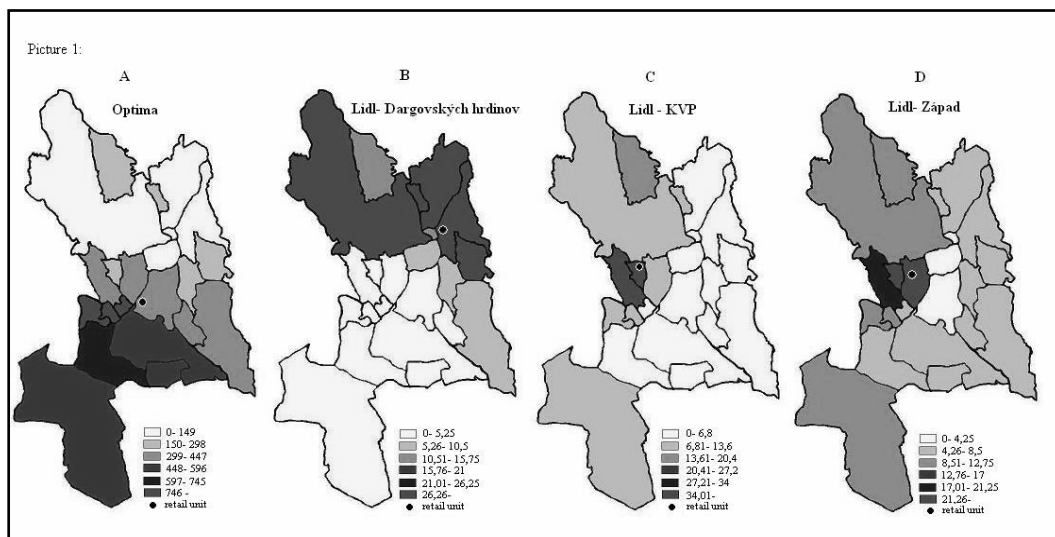 Picture 1:
A
Optima
0- 149
150- 298
299- 447
448- 596
597- 745
746 -
retail unit
B
Lidl- Dargovských hrdinov
0- 5,25
5,26- 10,5
10,51- 15,75
15,76- 21
21,01- 26,25
26,26-
retail unit
C
Lidl - KVP
0- 6,8
6,81- 13,6
13,61- 20,4
20,41- 27,2
27,21- 34
34,01-
retail unit
D
Lidl- Západ
0- 4,25
4,26- 8,5
8,51- 12,75
12,76- 17
17,01- 21,25
21,26-
retail unit